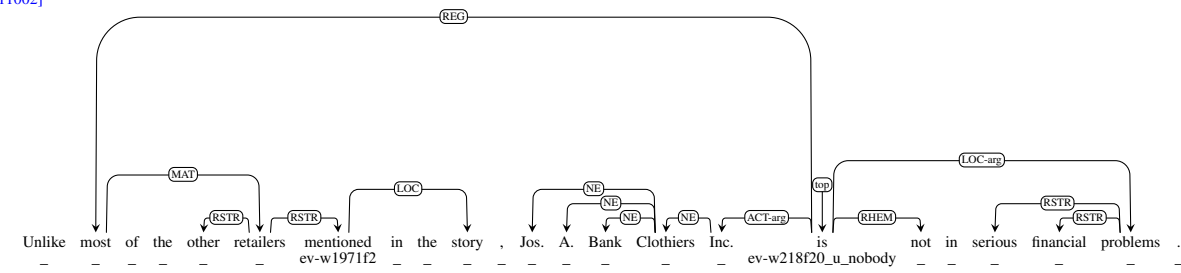 11002]
REG
LOC-arg
MAT
top
LOC NE
NE RSTR
RSTR RSTR NE NE ACT-arg RHEM RSTR
Unlike most of the other retailers mentioned in the story , Jos. A. Bank Clothiers Inc. is not in serious financial problems .
_ _ _ _ _ _ ev-w1971f2 _ _ _ _ _ _ _ _ _ ev-w218f20_u_nobody _ _ _ _ _ _